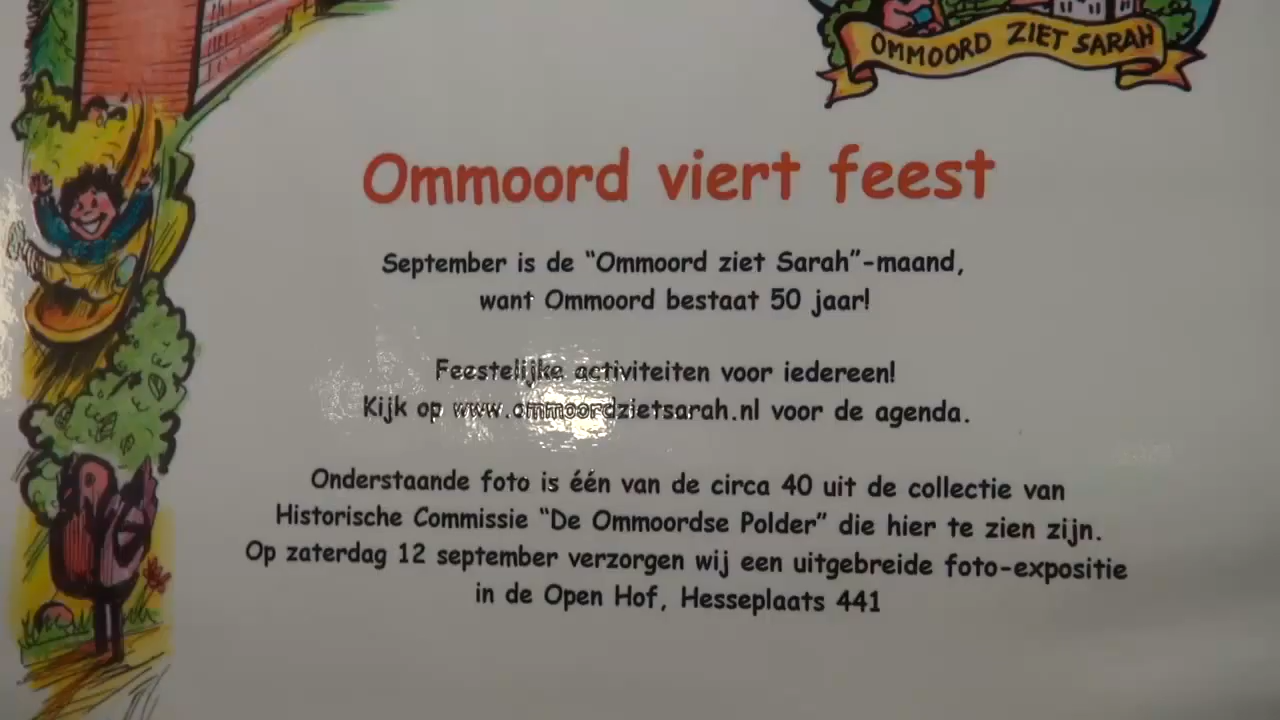 OMMOORD ZIET SARAH
Ommoord viert feest
September is de “Ommoord ziet Sarah”-maand,
want Ommoord bestaat 50 jaar!
Feestelijke activiteiten voor iedereen!
Kijk op www.ommoordzietsarah.nl voor de agenda.
Onderstaande foto is één van de circa 40 uit de collectie van
Historische Commissie “De Ommoordse Polder” die hier te zien zijn.
Op zaterdag 12 september verzorgen wij een uitgebreide foto-expositie
in de Open Hof, Hesseplaats 441